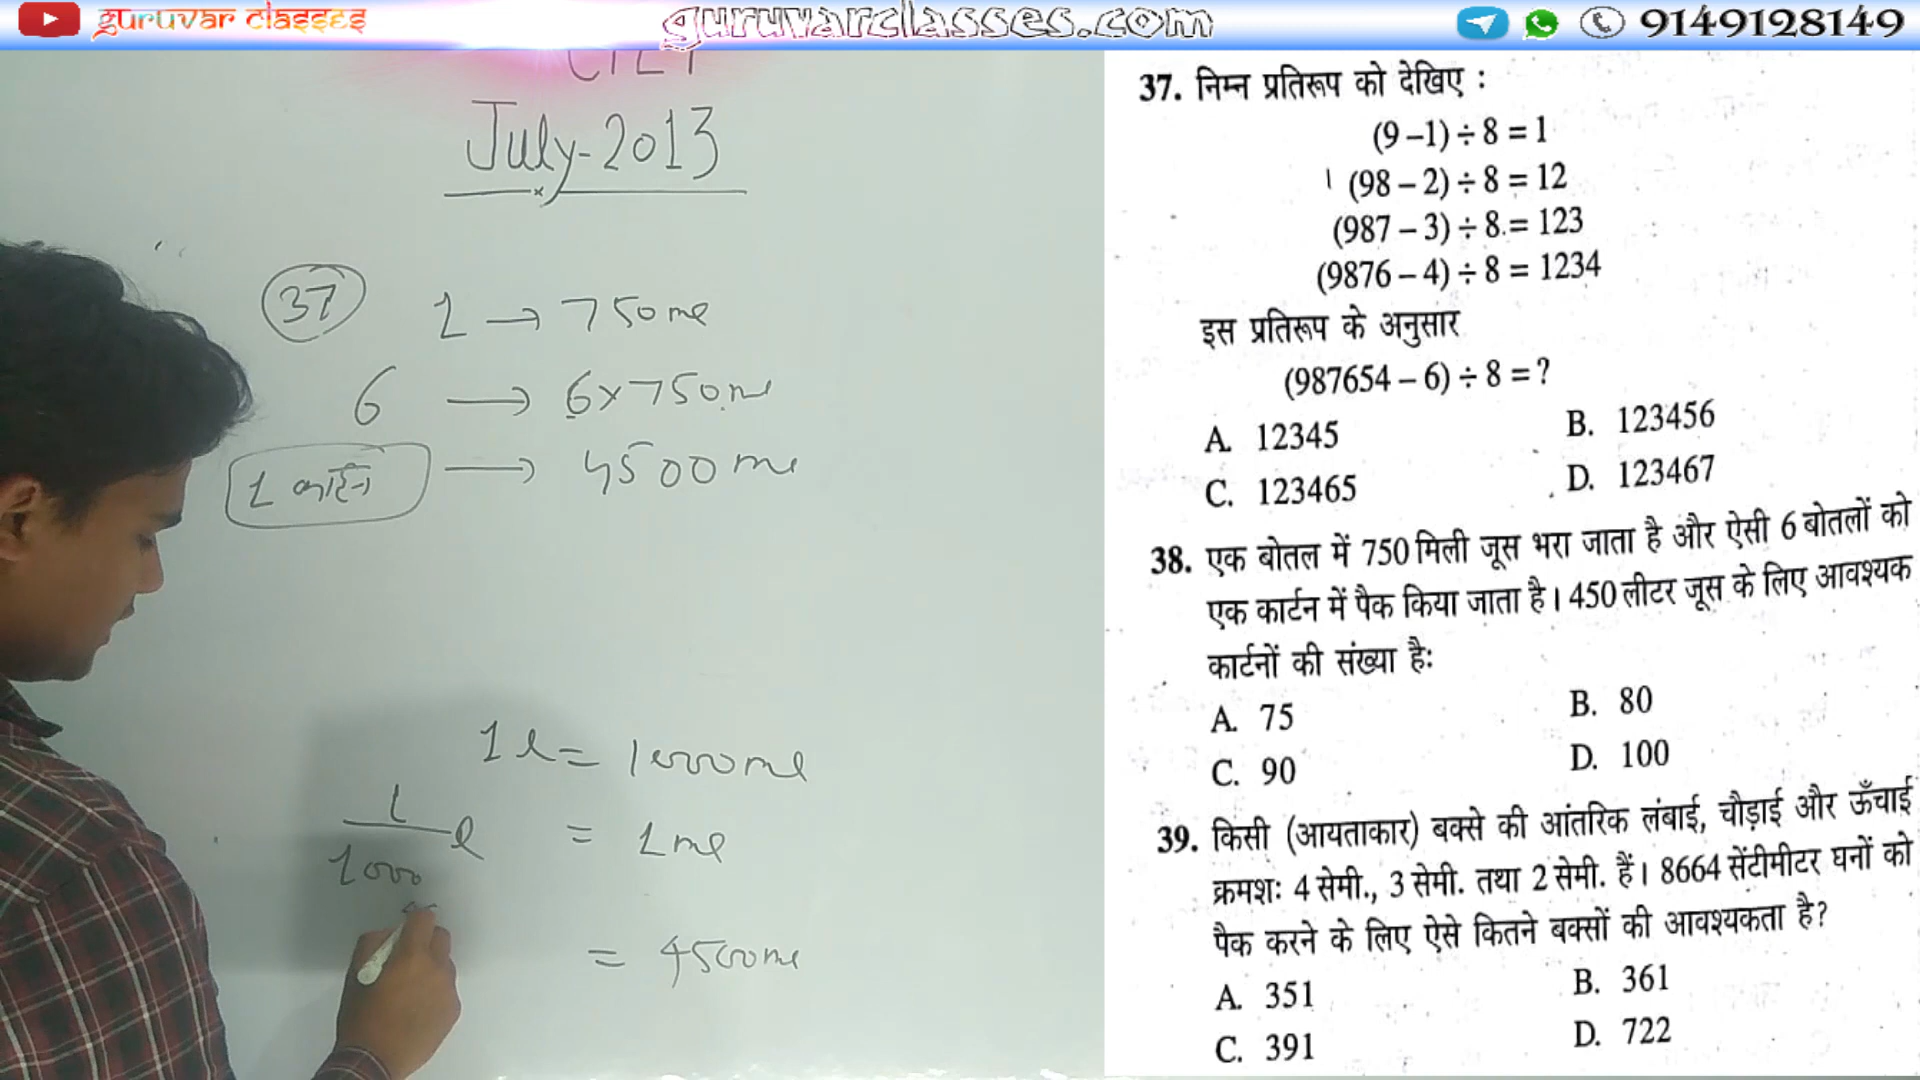 guruvar classes
guruvarclasses.com
9149128149
CTET
July-2013
37
1 → 750ml
6 → 6×750ml
1 कार्टन → 4500ml
1l = 1000ml
1/1000 l = 1ml
= 4500ml
37. निम्न प्रतिरूप को देखिए :
(9 – 1) ÷ 8 = 1
(98 – 2) ÷ 8 = 12
(987 – 3) ÷ 8 = 123
(9876 – 4) ÷ 8 = 1234
इस प्रतिरूप के अनुसार
(987654 – 6) ÷ 8 = ?
A. 12345 B. 123456
C. 123465 D. 123467
38. एक बोतल में 750 मिली जूस भरा जाता है और ऐसी 6 बोतलों को
एक कार्टन में पैक किया जाता है। 450 लीटर जूस के लिए आवश्यक
कार्टनों की संख्या हैः
A. 75 B. 80
C. 90 D. 100
39. किसी (आयताकार) बक्से की आंतरिक लंबाई, चौड़ाई और ऊँचाई
क्रमशः 4 सेमी., 3 सेमी. तथा 2 सेमी. हैं। 8664 सेंटीमीटर घनों को
पैक करने के लिए ऐसे कितने बक्सों की आवश्यकता है?
A. 351 B. 361
C. 391 D. 722